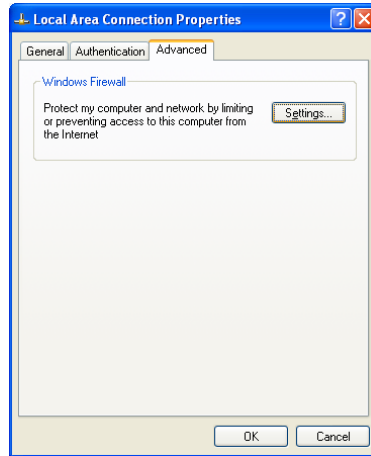 Local Area Connection Properties
General Authentication Advanced
Windows Firewall
Protect my computer and network by limiting
or preventing access to this computer from
the Internet
Settings...
OK Cancel